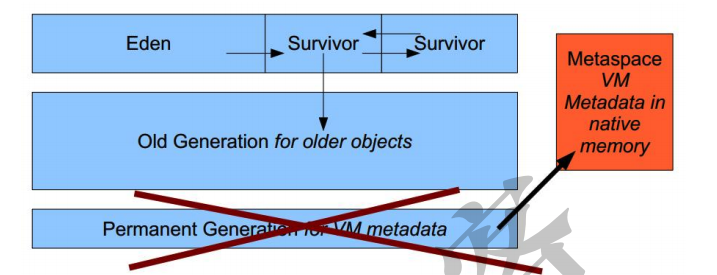 Eden
Survivor
Survivor
Metaspace
VM
Metadata in
native
memory
Old Generation for older objects
Permanent Generation for VM metadata